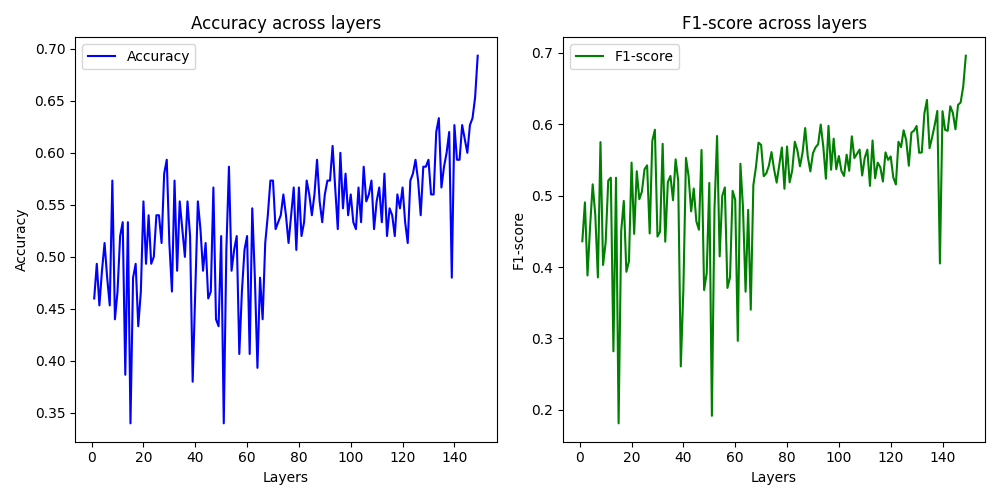 Accuracy across layers
Accuracy
0.70
0.65
0.60
0.55
0.50
0.45
0.40
0.35
Accuracy
0 20 40 60 80 100 120 140
Layers
F1-score across layers
F1-score
0.7
0.6
0.5
0.4
0.3
0.2
F1-score
0 20 40 60 80 100 120 140
Layers